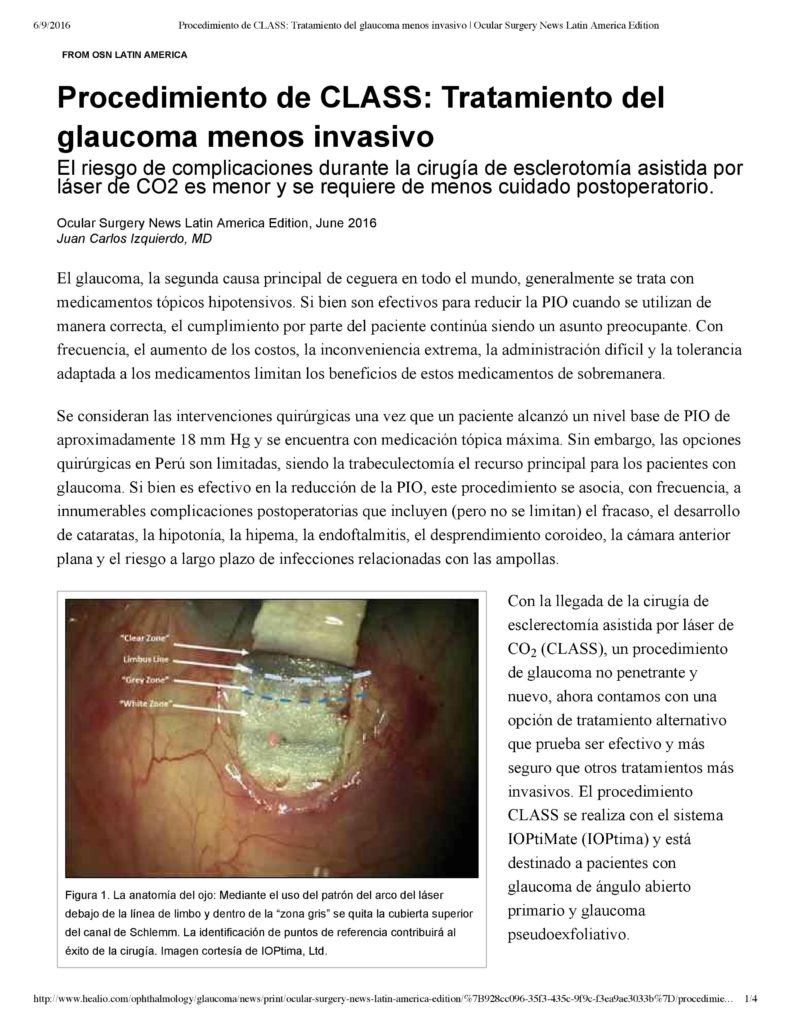 6/9/2016
Procedimiento de CLASS: Tratamiento del glaucoma menos invasivo | Ocular Surgery News Latin America Edition
FROM OSN LATIN AMERICA
Procedimiento de CLASS: Tratamiento del
glaucoma menos invasivo
El riesgo de complicaciones durante la cirugía de esclerotomía asistida por
láser de CO2 es menor y se requiere de menos cuidado postoperatorio.
Ocular Surgery News Latin America Edition, June 2016
Juan Carlos Izquierdo, MD
El glaucoma, la segunda causa principal de ceguera en todo el mundo, generalmente se trata con
medicamentos tópicos hipotensivos. Si bien son efectivos para reducir la PIO cuando se utilizan de
manera correcta, el cumplimiento por parte del paciente continúa siendo un asunto preocupante. Con
frecuencia, el aumento de los costos, la inconveniencia extrema, la administración difícil y la tolerancia
adaptada a los medicamentos limitan los beneficios de estos medicamentos de sobremanera.
Se consideran las intervenciones quirúrgicas una vez que un paciente alcanzó un nivel base de PIO de
aproximadamente 18 mm Hg y se encuentra con medicación tópica máxima. Sin embargo, las opciones
quirúrgicas en Perú son limitadas, siendo la trabeculectomía el recurso principal para los pacientes con
glaucoma. Si bien es efectivo en la reducción de la PIO, este procedimiento se asocia, con frecuencia, a
innumerables complicaciones postoperatorias que incluyen (pero no se limitan) el fracaso, el desarrollo
de cataratas, la hipotonía, la hipema, la endoftalmitis, el desprendimiento coroideo, la cámara anterior
plana y el riesgo a largo plazo de infecciones relacionadas con las ampollas.
"Clear Zone"
Limbus Line
"Grey Zone"
"White Zone"
Figura 1. La anatomía del ojo: Mediante el uso del patrón del arco del láser
debajo de la línea de limbo y dentro de la “zona gris” se quita la cubierta superior
del canal de Schlemm. La identificación de puntos de referencia contribuirá al
éxito de la cirugía. Imagen cortesía de IOPtima, Ltd.
Con la llegada de la cirugía de
esclerectomía asistida por láser de
CO₂ (CLASS), un procedimiento
de glaucoma no penetrante y
nuevo, ahora contamos con una
opción de tratamiento alternativo
que prueba ser efectivo y más
seguro que otros tratamientos más
invasivos. El procedimiento
CLASS se realiza con el sistema
IOPtiMate (IOPtima) y está
destinado a pacientes con
glaucoma de ángulo abierto
primario y glaucoma
pseudoexfoliativo.
http://www.healio.com/ophthalmology/glaucoma/news/print/ocular-surgery-news-latin-america-edition/%7B928cc096-35f3-435c-9f9c-f3ea9ae3033b%7D/procedimie…
1/4